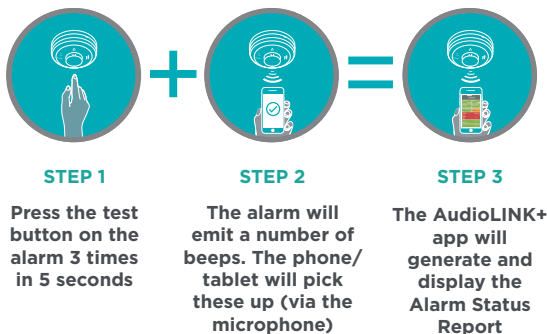 STEP 1
Press the test
button on the
alarm 3 times
in 5 seconds
STEP 2
The alarm will
emit a number of
beeps. The phone/
tablet will pick
these up (via the
microphone)
STEP 3
The AudioLINK+
app will
generate and
display the
Alarm Status
Report